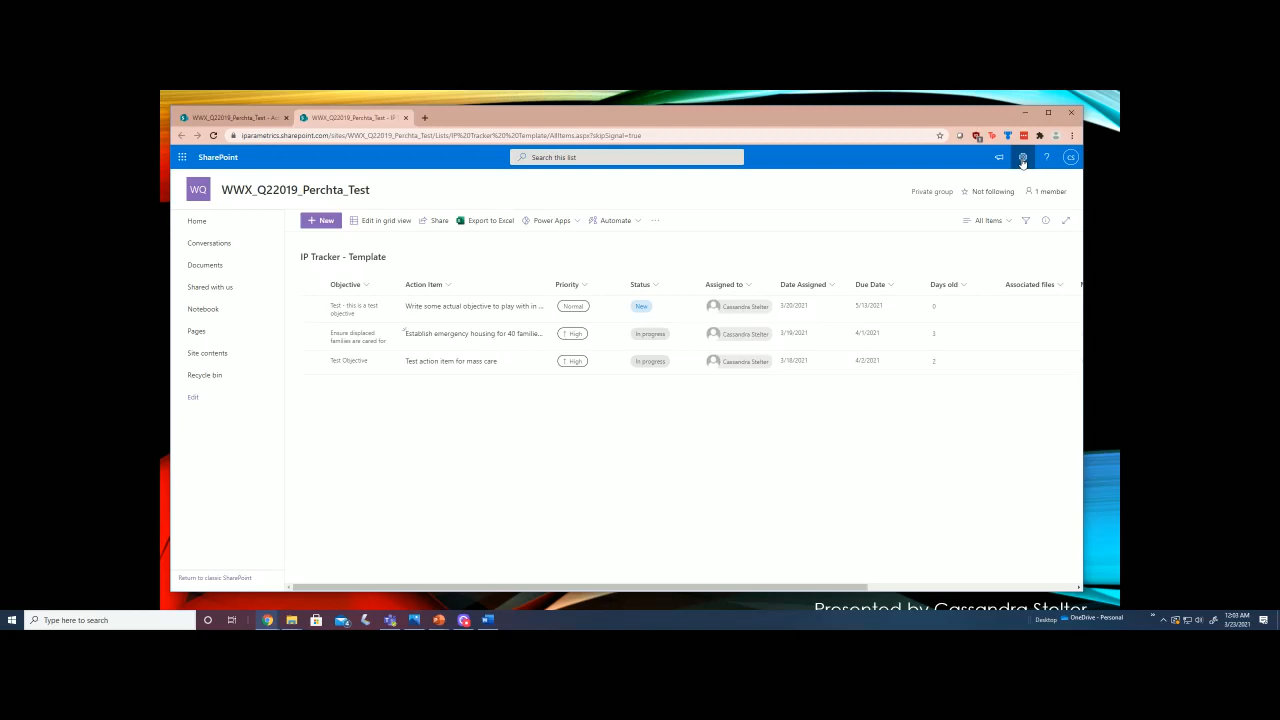 WWX_Q22019_Perchta_Test - A
WWX_Q22019_Perchta_Test - IP
iparametrics.sharepoint.com/sites/WWX_Q22019_Perchta_Test/Lists/IP%20Tracker%20%20Template/AllItems.aspx?skipSignal=true
SharePoint
Search this list
?
CS
WQ
WWX_Q22019_Perchta_Test
Private group
Not following
1 member
Home
Conversations
Documents
Shared with us
Notebook
Pages
Site contents
Recycle bin
Edit
Return to classic SharePoint
+ New
Edit in grid view
Share
Export to Excel
Power Apps
Automate
...
All Items
IP Tracker - Template
Objective Action Item Priority Status Assigned to Date Assigned Due Date Days old Associated files
Test - this is a test objective Write some actual objective to play with in ... Normal New Cassandra Stelter 3/20/2021 5/13/2021 0
Ensure displaced families are cared for Establish emergency housing for 40 familie... ↑ High In progress Cassandra Stelter 3/19/2021 4/1/2021 3
Test Objective Test action item for mass care ↑ High In progress Cassandra Stelter 3/18/2021 4/2/2021 2
Presented by Cassandra Stelter
Type here to search
Desktop
OneDrive - Personal
12:03 AM
3/23/2021